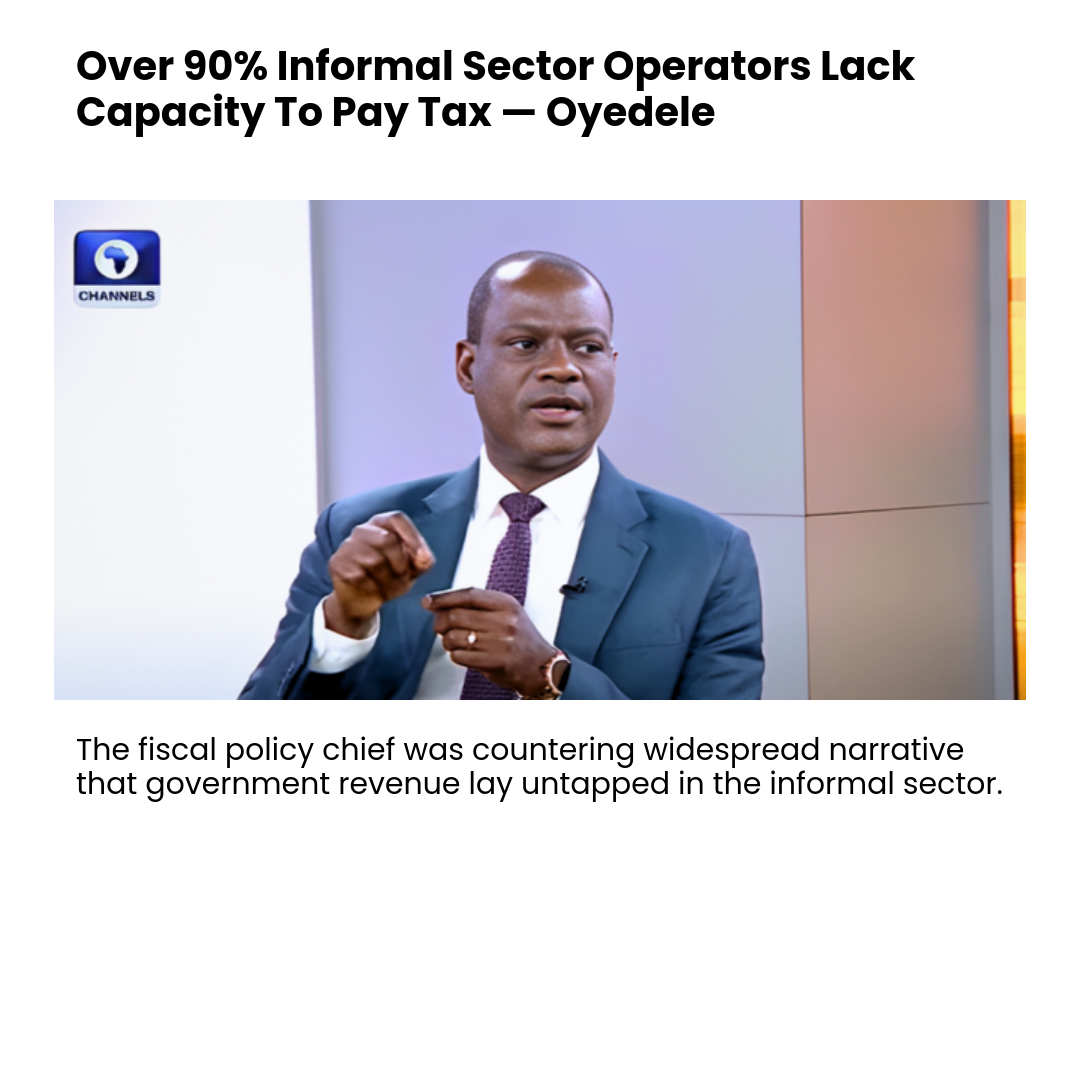 Over 90% Informal Sector Operators Lack
Capacity To Pay Tax — Oyedele
CHANNELS
The fiscal policy chief was countering widespread narrative
that government revenue lay untapped in the informal sector.